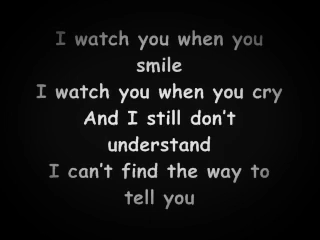 I watch you when you
smile
I watch you when you cry
And I still don't
understand
I can't find the way to
tell you